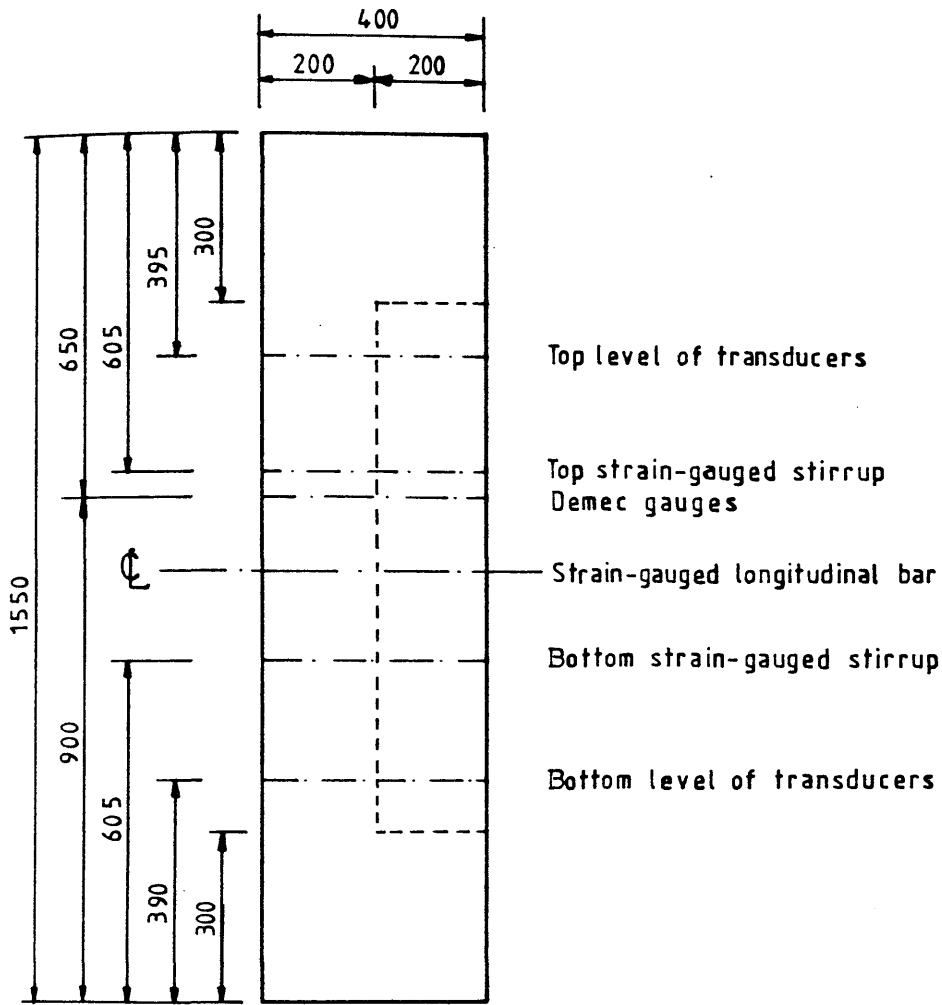 400
200 200
300
395
650
605
Top level of transducers
Top strain-gauged stirrup
Demec gauges
℄
Strain-gauged longitudinal bar
1550
Bottom strain-gauged stirrup
900
605
Bottom level of transducers
390
300